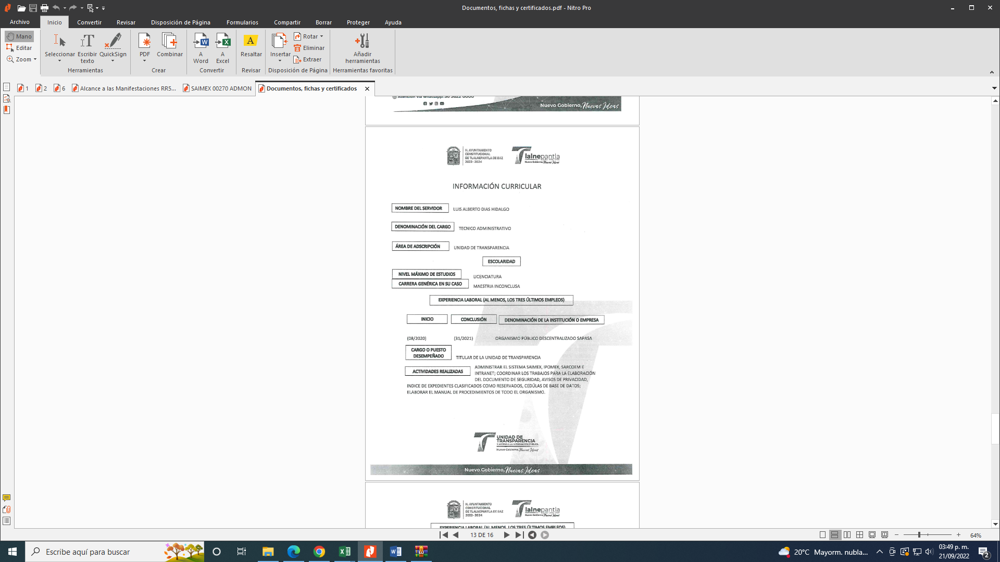 Documentos, fichas y certificados.pdf - Nitro Pro
Archivo
Inicio
Convertir
Revisar
Disposición de Página
Formularios
Compartir
Borrar
Proteger
Ayuda
Mano
Editar
Zoom
Seleccionar
Escribir texto
QuickSign
Herramientas
PDF
Combinar
Crear
A Word
A Excel
Convertir
Resaltar
Revisar
Insertar
Rotar
Eliminar
Extraer
Disposición de Página
Añadir herramientas
Herramientas favoritas
1
2
6
Alcance a las Manifestaciones RR5...
SAIMEX 00270 ADMON
Documentos, fichas y certificados
Nuevo Gobierno, Nuevas Ideas
H. AYUNTAMIENTO
CONSTITUCIONAL
DE TLALNEPANTLA DE BAZ
2022- 2024
Tlalnepantla
Nuevo Gobierno, Nuevas Ideas
INFORMACIÓN CURRICULAR
NOMBRE DEL SERVIDOR LUIS ALBERTO DIAS HIDALGO
DENOMINACIÓN DEL CARGO TECNICO ADMINISTRATIVO
ÁREA DE ADSCRIPCIÓN UNIDAD DE TRANSPARENCIA
ESCOLARIDAD
NIVEL MÁXIMO DE ESTUDIOS LICENCIATURA
CARRERA GENÉRICA EN SU CASO MAESTRIA INCONCLUSA
EXPERIENCIA LABORAL (AL MENOS, LOS TRES ÚLTIMOS EMPLEOS)
INICIO CONCLUSIÓN DENOMINACIÓN DE LA INSTITUCIÓN O EMPRESA
(08/2020) (31/2021) ORGANISMO PÚBLICO DESCENTRALIZADO SAPASA
CARGO O PUESTO
DESEMPEÑADO TITULAR DE LA UNIDAD DE TRANSPARENCIA
ACTIVIDADES REALIZADAS ADMINISTRAR EL SISTEMA SAIMEX, IPOMEX, SARCOEM E
INTRANET; COORDINAR LOS TRABAJOS PARA LA ELABORACIÓN
DEL DOCUMENTO DE SEGURIDAD, AVISOS DE PRIVACIDAD,
INDICE DE EXPEDIENTES CLASIFICADOS COMO RESERVADOS, CEDÚLAS DE BASE DE DATOS;
ELABORAR EL MANUAL DE PROCEDIMIENTOS DE TODO EL ORGANISMO.
UNIDAD DE
TRANSPARENCIA
Y ACCESO A LA INFORMACIÓN PÚBLICA
Nuevo Gobierno, Nuevas Ideas
Nuevo Gobierno, Nuevas Ideas
H. AYUNTAMIENTO
CONSTITUCIONAL
DE TLALNEPANTLA DE BAZ
2022- 2024
Tlalnepantla
Nuevo Gobierno, Nuevas Ideas
EXPERIENCIA LABORAL (AL MENOS, LOS TRES ÚLTIMOS EMPLEOS)
13 DE 16
64%
Escribe aquí para buscar
20°C Mayorm. nubla...
03:49 p. m.
21/09/2022
2